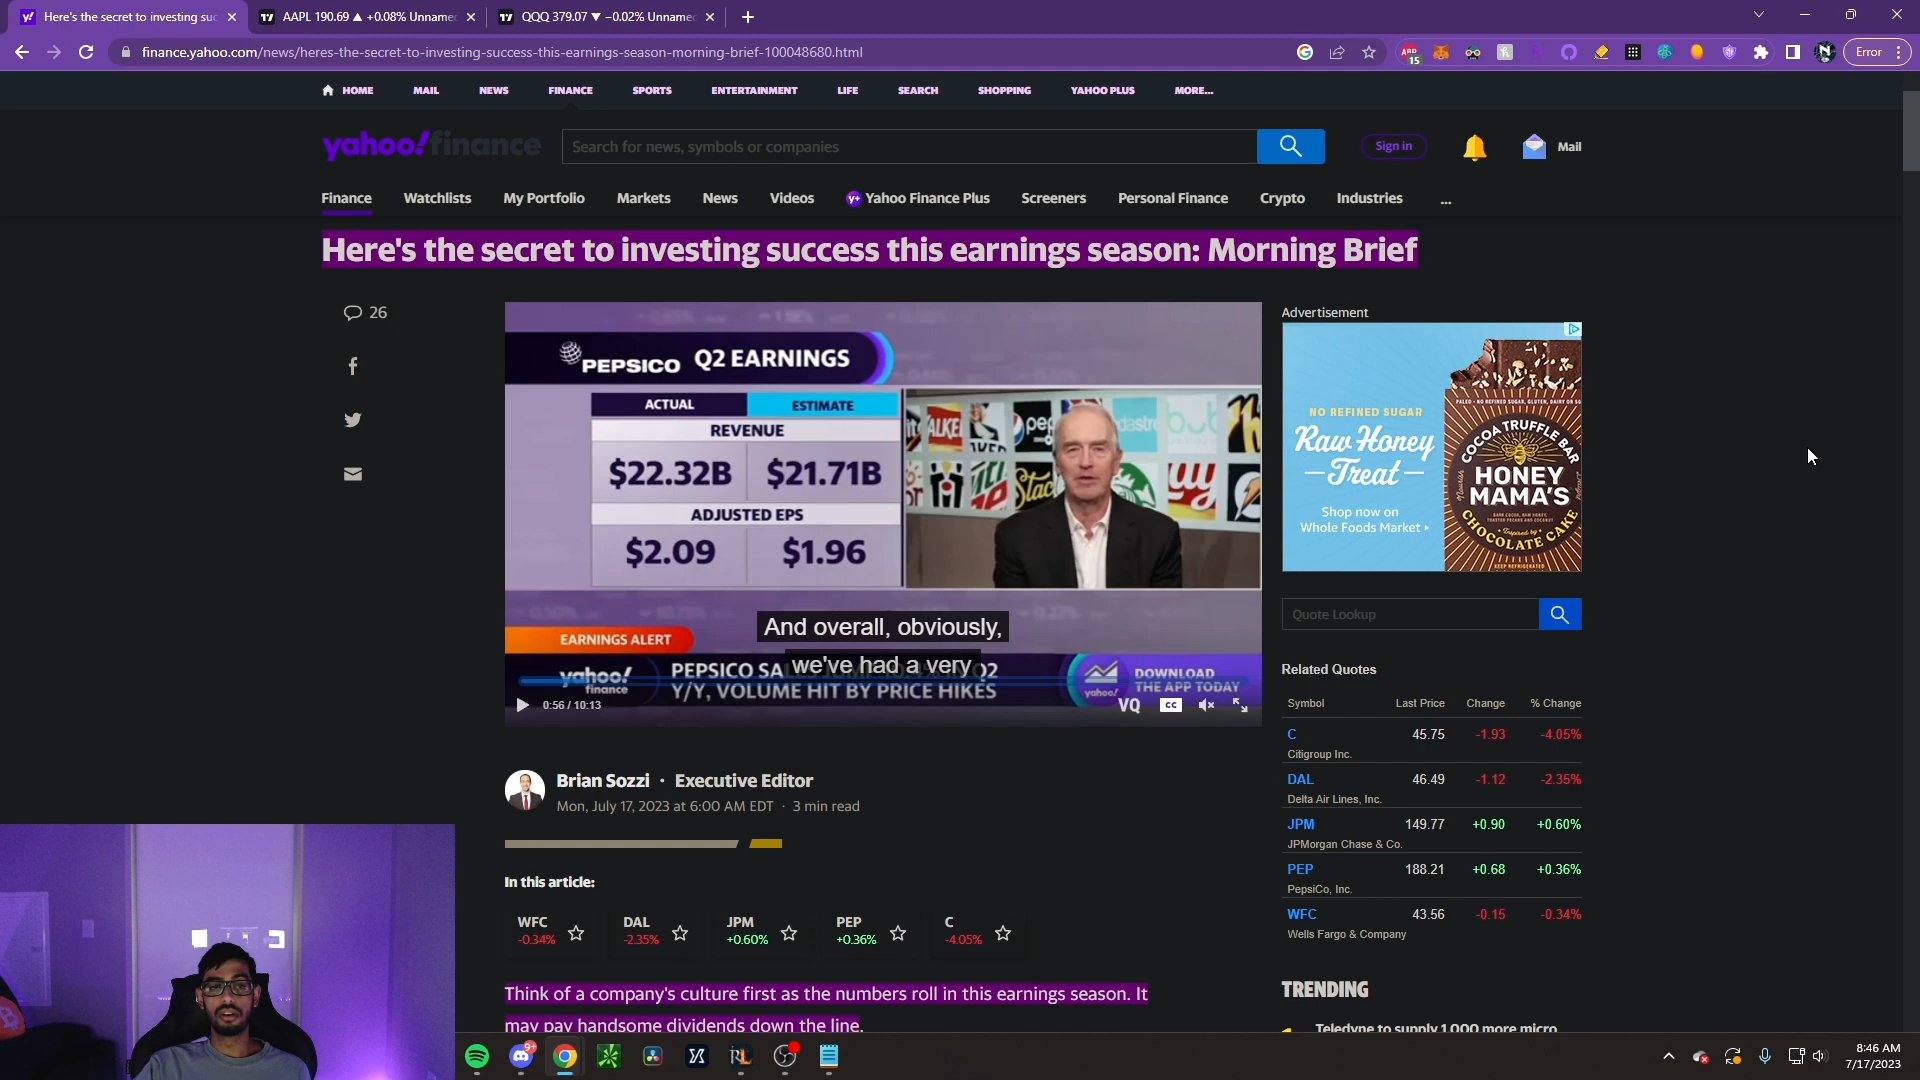 Here's the secret to investing suc
AAPL 190.69 ▲ +0.08% Unname
QQQ 379.07 ▼ −0.02% Unname
finance.yahoo.com/news/heres-the-secret-to-investing-success-this-earnings-season-morning-brief-100048680.html
15
Error
HOME MAIL NEWS FINANCE SPORTS ENTERTAINMENT LIFE SEARCH SHOPPING YAHOO PLUS MORE...
yahoo!finance
Search for news, symbols or companies
Sign in
Mail
Finance Watchlists My Portfolio Markets News Videos Yahoo Finance Plus Screeners Personal Finance Crypto Industries ...
Here's the secret to investing success this earnings season: Morning Brief
26
PEPSICO Q2 EARNINGS
ACTUAL ESTIMATE
REVENUE
$22.32B $21.71B
ADJUSTED EPS
$2.09 $1.96
And overall, obviously,
we've had a very
EARNINGS ALERT
yahoo!
finance
PEPSICO SA Q2
Y/Y, VOLUME HIT BY PRICE HIKES
yahoo!
DOWNLOAD
THE APP TODAY
0:56 / 10:13
VQ CC
Advertisement
NO REFINED SUGAR
Raw Honey
Treat
Shop now on
Whole Foods Market
COCOA TRUFFLE BAR
HONEY
MAMA'S
CHOCOLATE CAKE
KEEP REFRIGERATED
Quote Lookup
Related Quotes
Symbol Last Price Change % Change
C 45.75 -1.93 -4.05%
Citigroup Inc.
DAL 46.49 -1.12 -2.35%
Delta Air Lines, Inc.
JPM 149.77 +0.90 +0.60%
JPMorgan Chase & Co.
PEP 188.21 +0.68 +0.36%
PepsiCo, Inc.
WFC 43.56 -0.15 -0.34%
Wells Fargo & Company
TRENDING
Teledyne to supply 1,000 more micro
Brian Sozzi · Executive Editor
Mon, July 17, 2023 at 6:00 AM EDT · 3 min read
In this article:
WFC DAL JPM PEP C
-0.34% -2.35% +0.60% +0.36% -4.05%
Think of a company's culture first as the numbers roll in this earnings season. It
may pay handsome dividends down the line.
9+
8:46 AM
7/17/2023